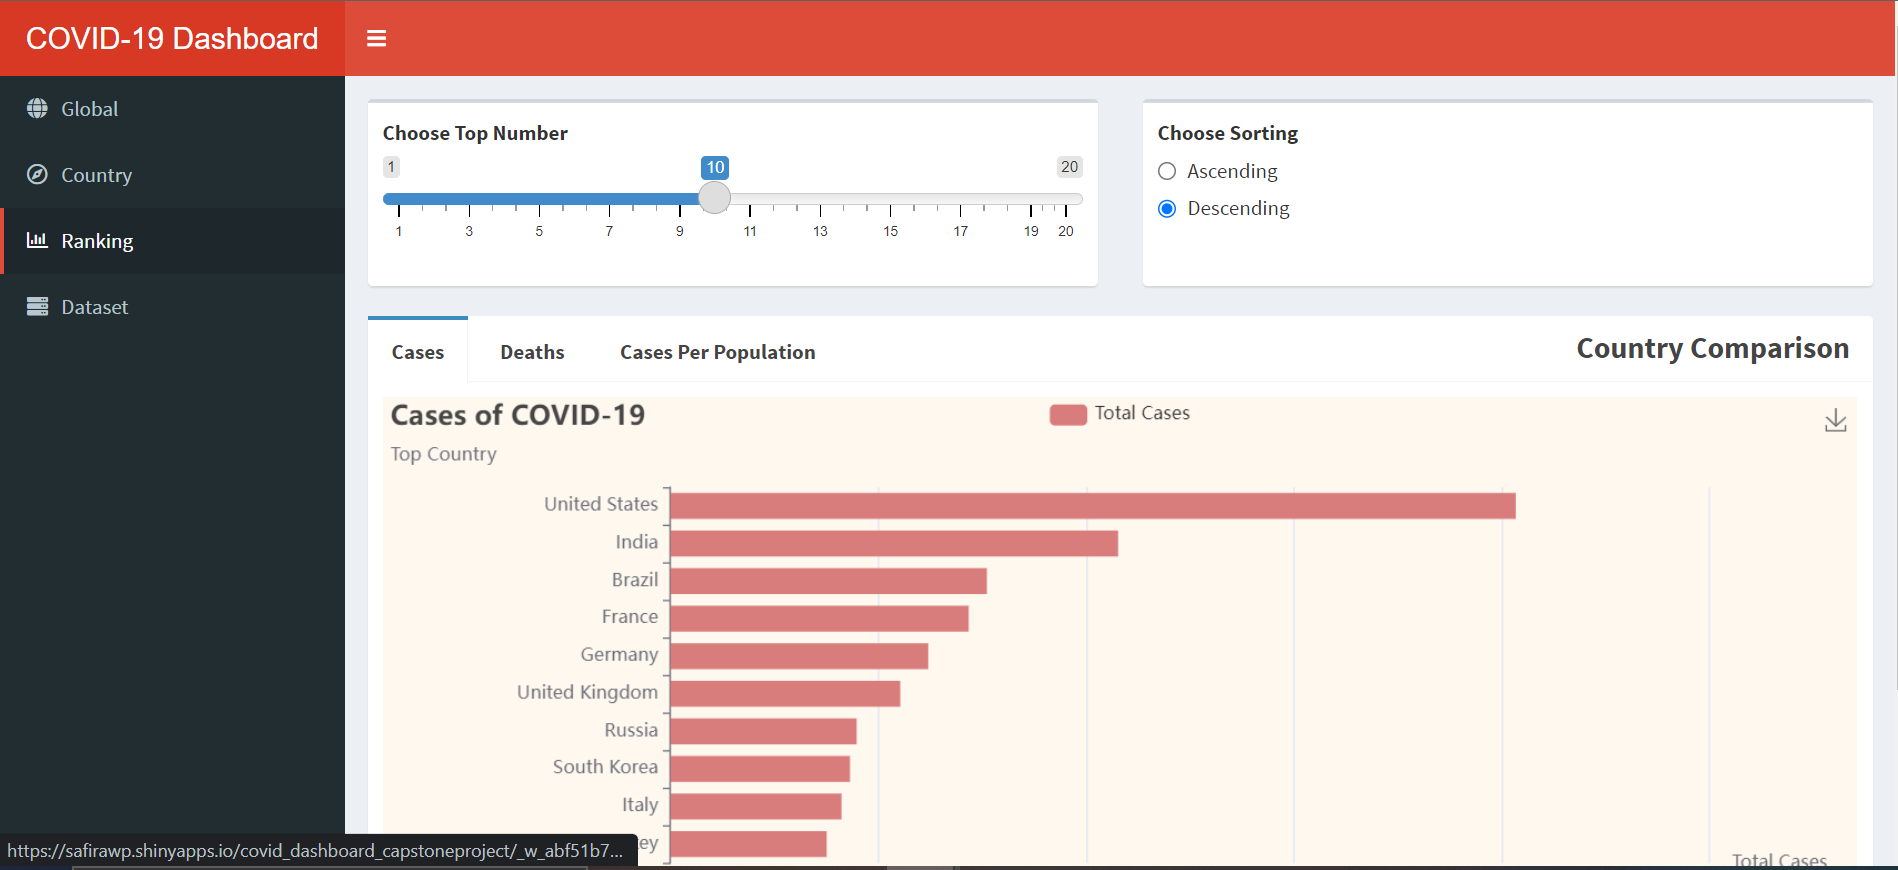 COVID-19 Dashboard
Global
Country
Ranking
Dataset
Choose Top Number
1
10
20
1 3 5 7 9 11 13 15 17 19 20
Choose Sorting
Ascending
Descending
Cases Deaths Cases Per Population Country Comparison
Cases of COVID-19
Total Cases
Top Country
United States
India
Brazil
France
Germany
United Kingdom
Russia
South Korea
Italy
ey
Total Cases
https://safirawp.shinyapps.io/covid_dashboard_capstoneproject/_w_abf51b7...